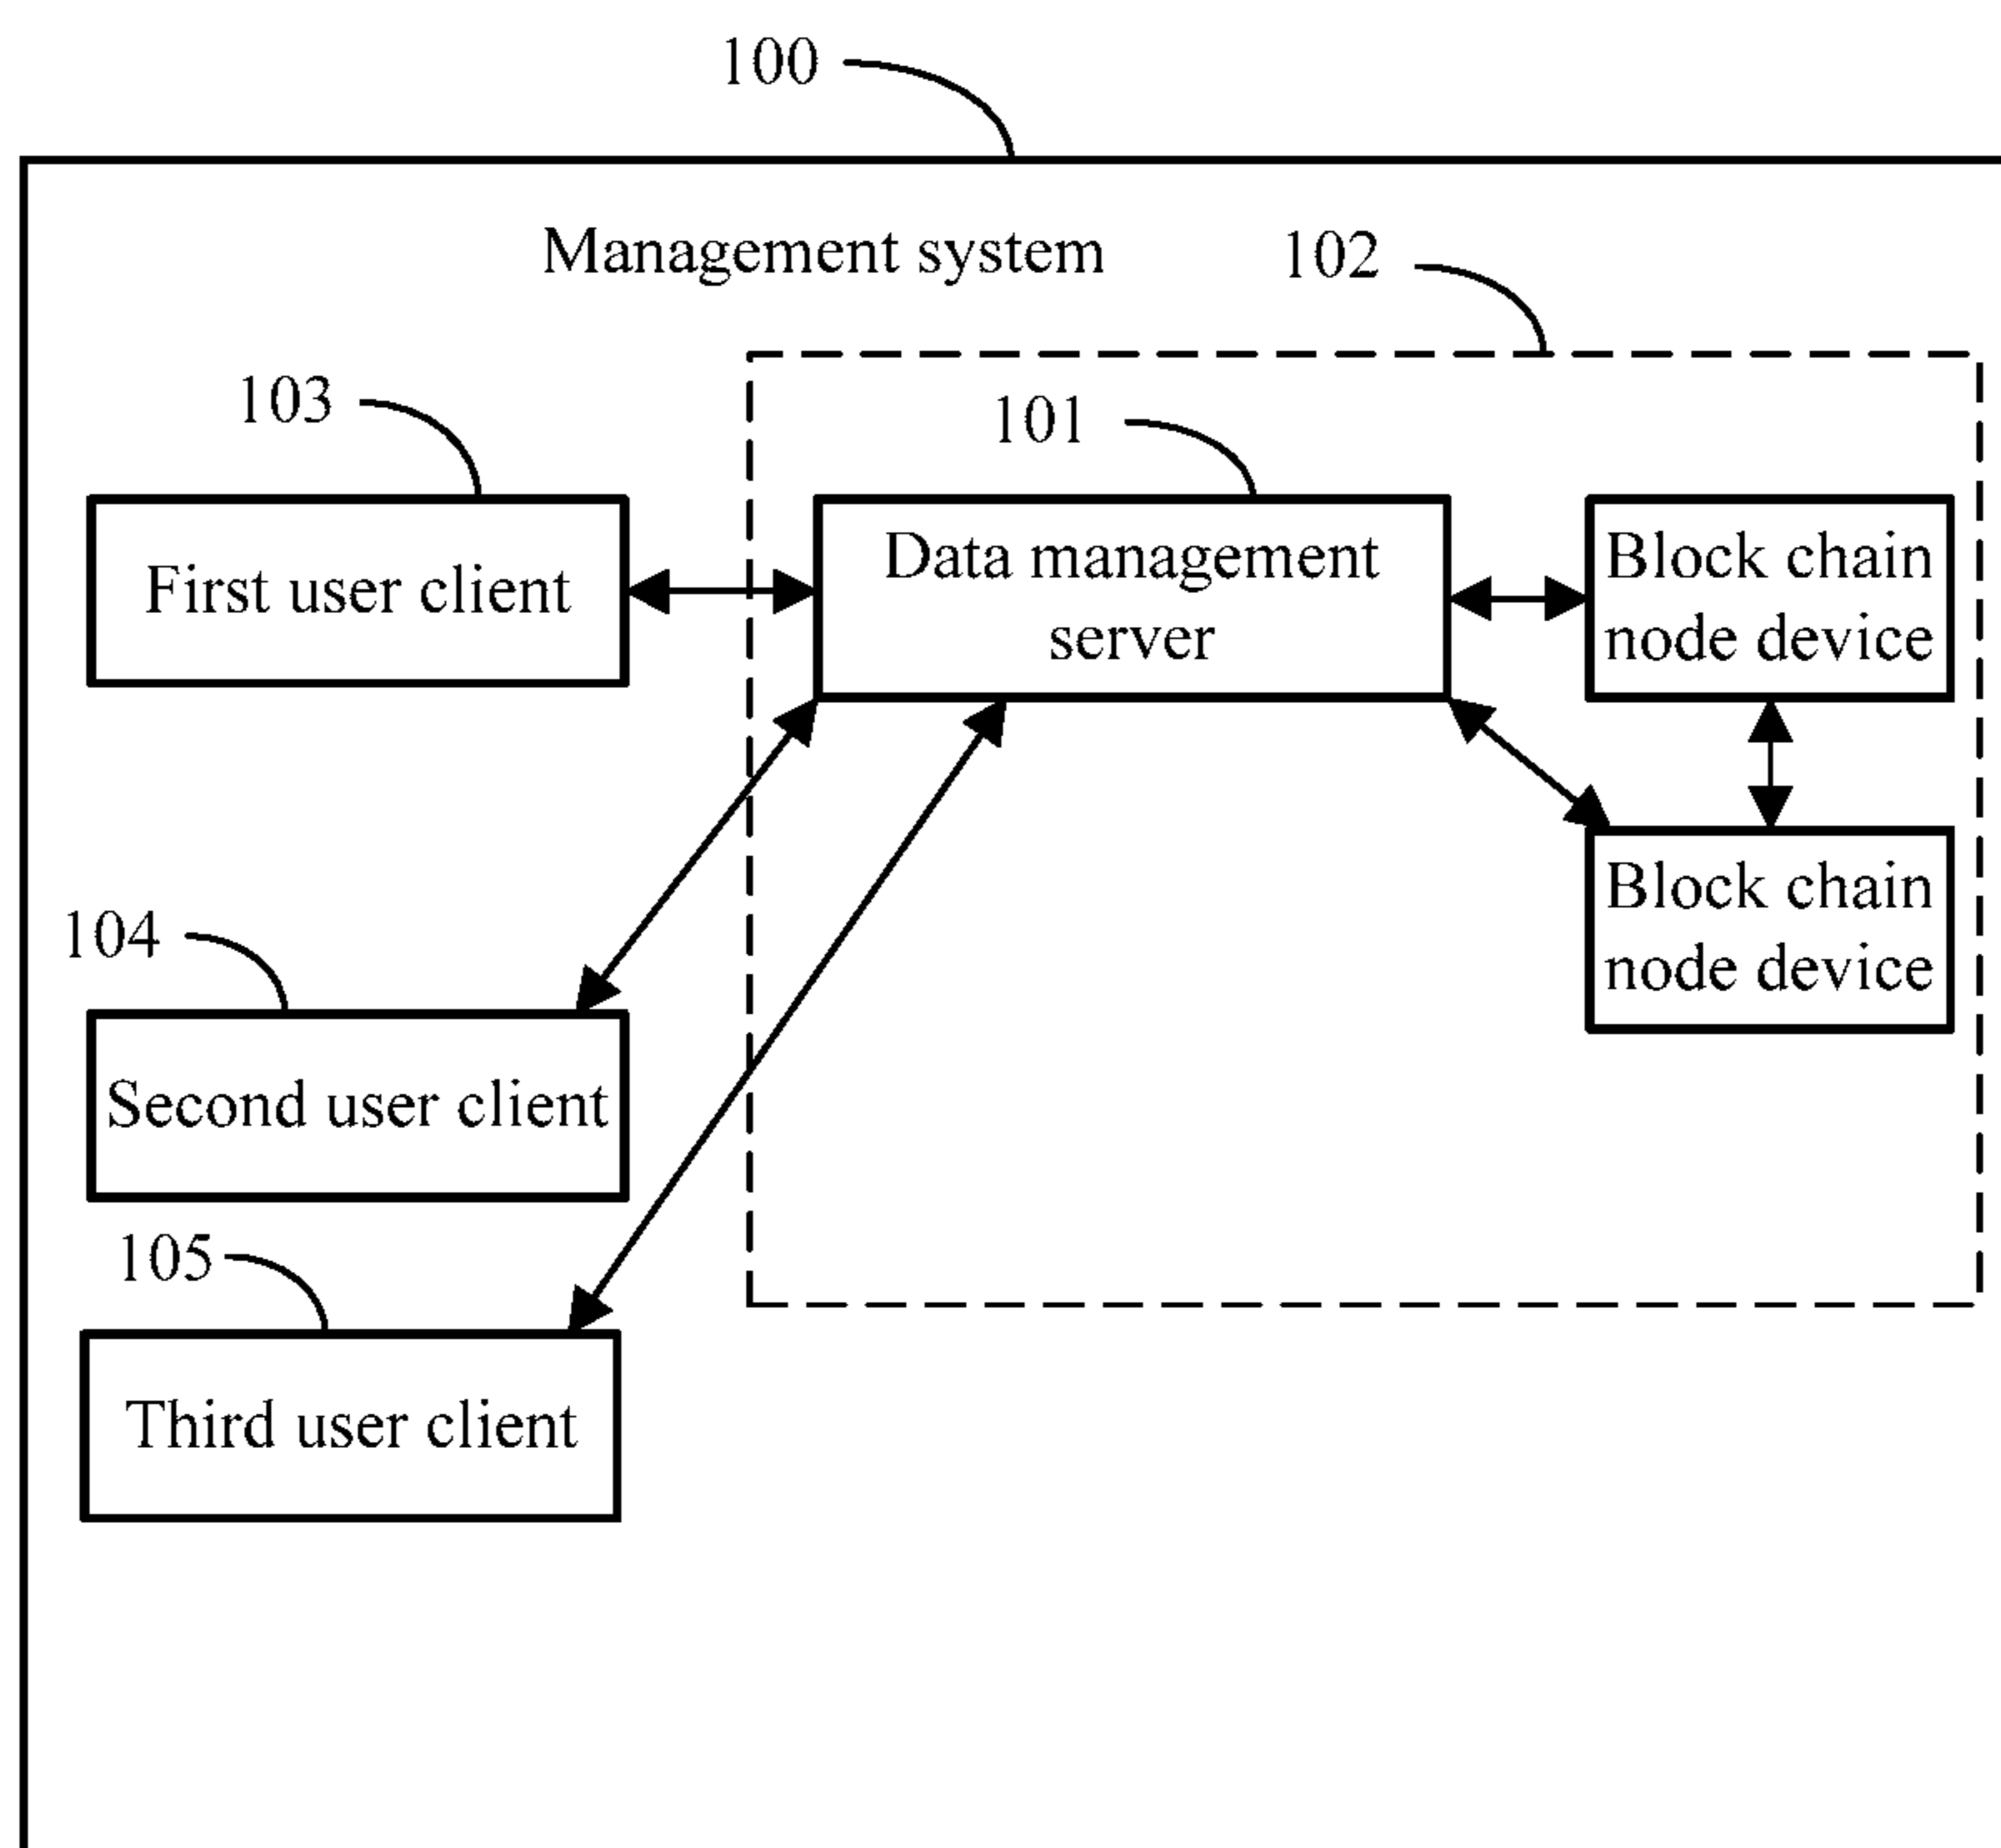 100
Management system
102
103
101
First user client
Data management
server
Block chain
node device
Block chain
node device
104
Second user client
105
Third user client